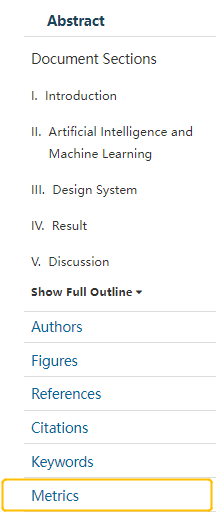 Abstract
Document Sections
I. Introduction
II. Artificial Intelligence and
Machine Learning
III. Design System
IV. Result
V. Discussion
Show Full Outline ▾
Authors
Figures
References
Citations
Keywords
Metrics